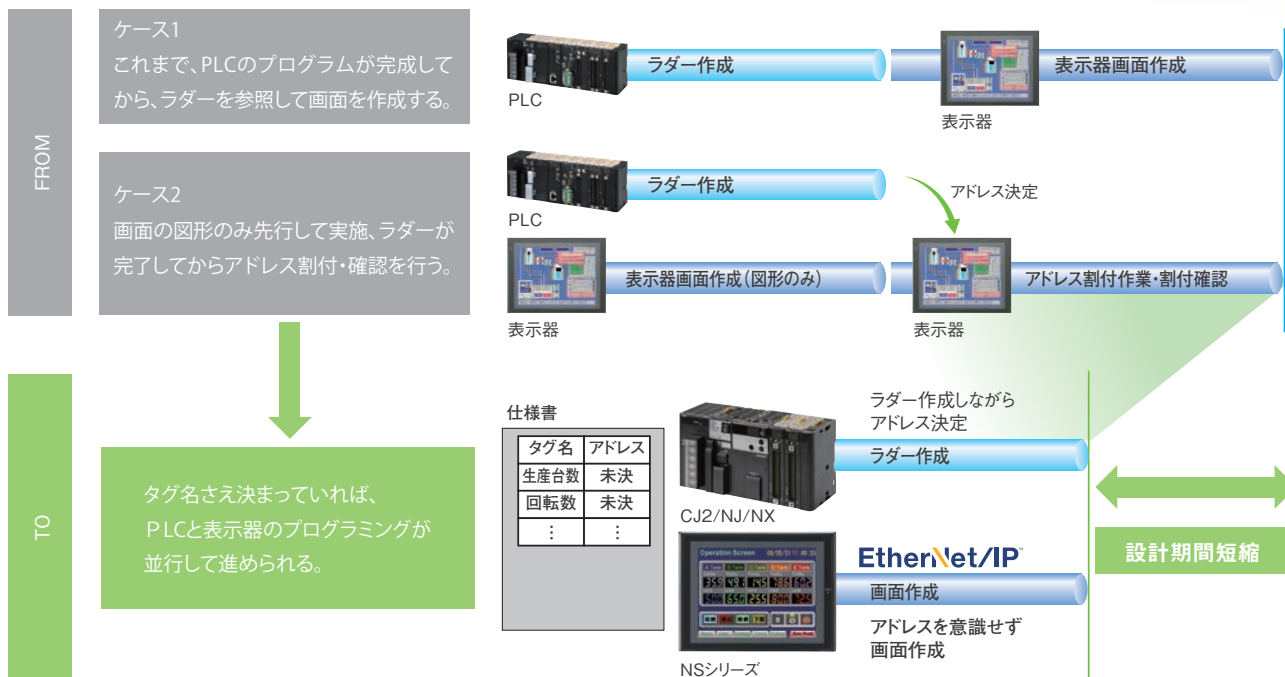 FROM
ケース1
これまで、PLCのプログラムが完成して
から、ラダーを参照して画面を作成する。
PLC
ラダー作成
表示器
表示器画面作成
ケース2
画面の図形のみ先行して実施、ラダーが
完了してからアドレス割付・確認を行う。
PLC
ラダー作成
アドレス決定
表示器
表示器画面作成（図形のみ）
表示器
アドレス割付作業・割付確認
TO
タグ名さえ決まっていれば、
PLCと表示器のプログラミングが
並行して進められる。
仕様書
タグ名 アドレス
生産台数 未決
回転数 未決
⋮ ⋮
CJ2/NJ/NX
ラダー作成しながら
アドレス決定
ラダー作成
Operation Screen
NSシリーズ
EtherNet/IP
画面作成
アドレスを意識せず
画面作成
設計期間短縮